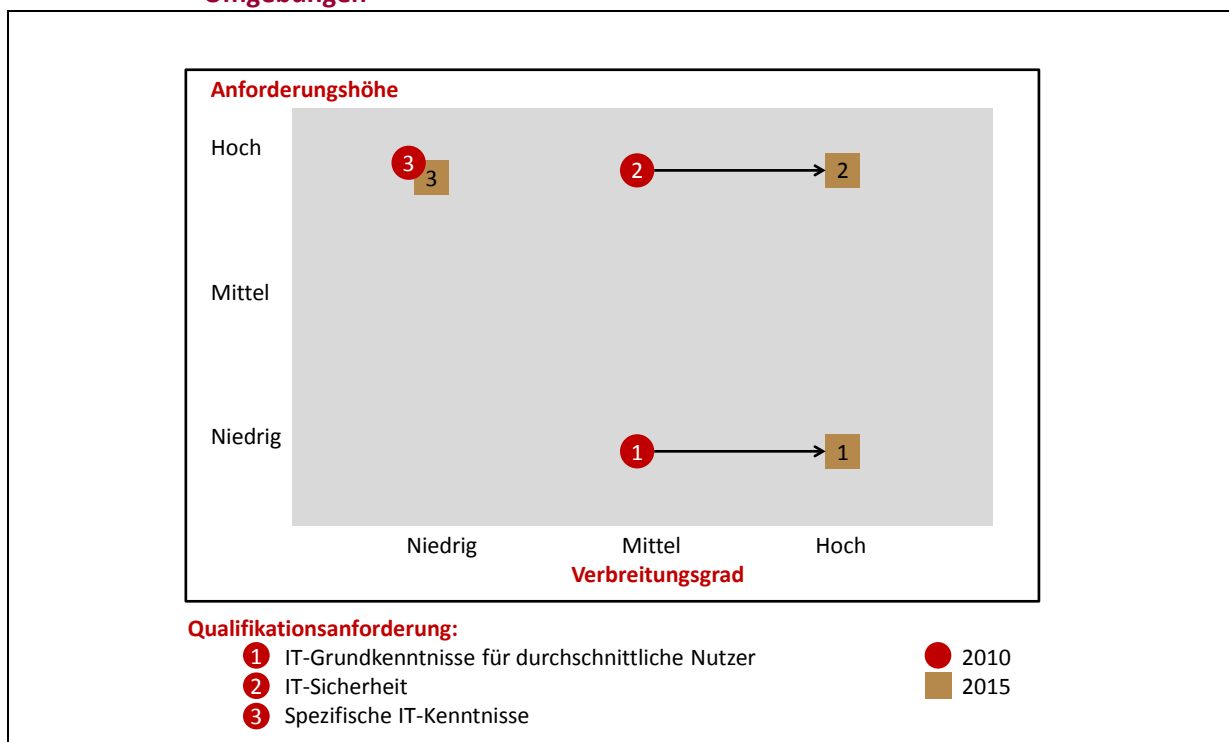 Umgebungen
Anforderungshöhe
Hoch
3
3
2
2
Mittel
Niedrig
1
1
Niedrig Mittel Hoch
Verbreitungsgrad
Qualifikationsanforderung:
1 IT-Grundkenntnisse für durchschnittliche Nutzer
2010
2 IT-Sicherheit
2015
3 Spezifische IT-Kenntnisse